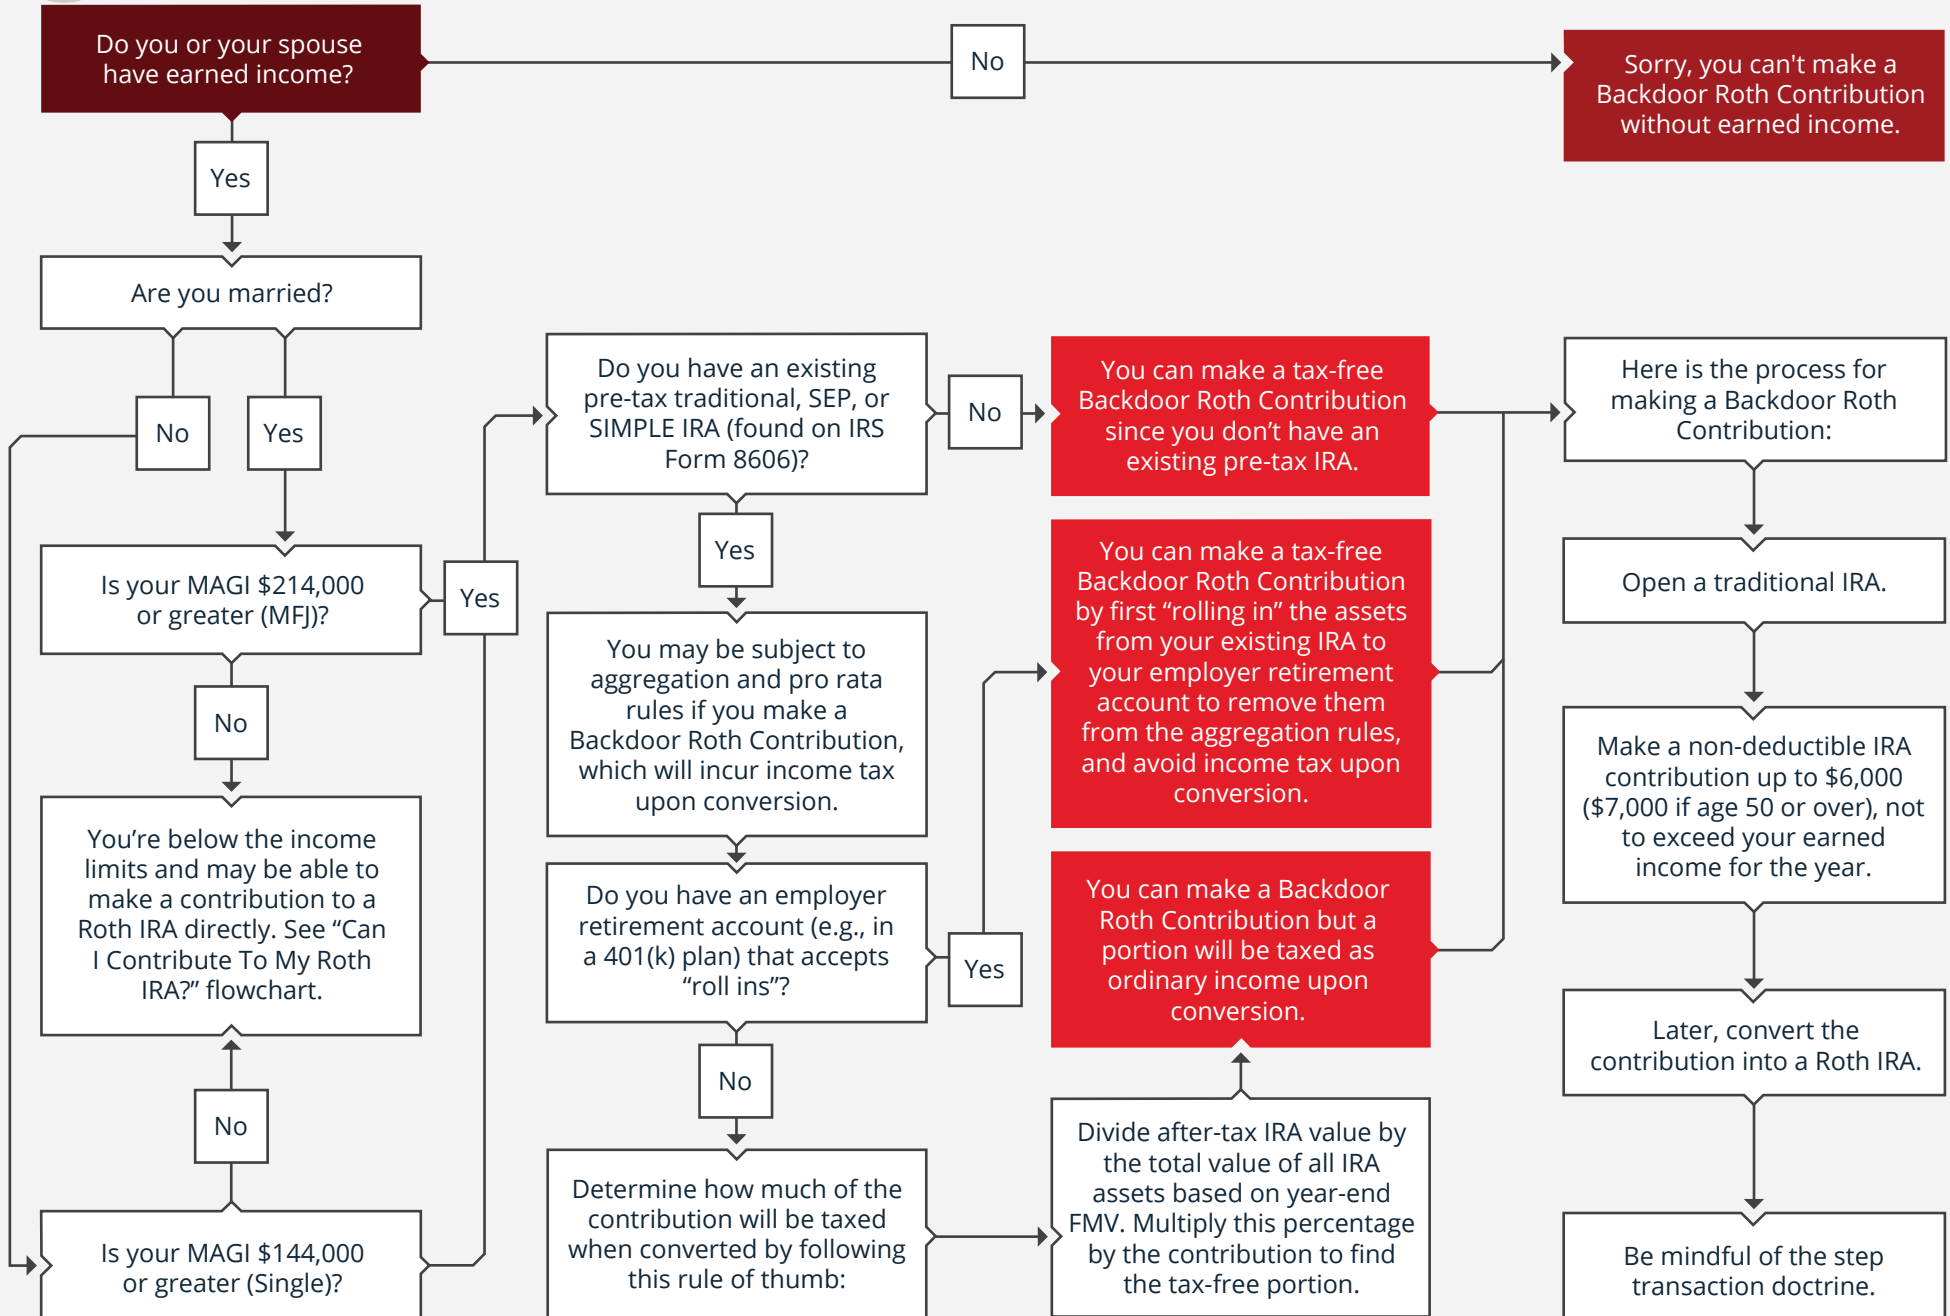 Do you or your spouse
have earned income?
No
Sorry, you can't make a
Backdoor Roth Contribution
without earned income.
Yes
Are you married?
No
Yes
Is your MAGI $214,000
or greater (MFJ)?
Yes
No
You're below the income
limits and may be able to
make a contribution to a
Roth IRA directly. See “Can
I Contribute To My Roth
IRA?” flowchart.
No
Is your MAGI $144,000
or greater (Single)?
Do you have an existing
pre-tax traditional, SEP, or
SIMPLE IRA (found on IRS
Form 8606)?
No
Yes
You may be subject to
aggregation and pro rata
rules if you make a
Backdoor Roth Contribution,
which will incur income tax
upon conversion.
Do you have an employer
retirement account (e.g., in
a 401(k) plan) that accepts
“roll ins”?
Yes
No
Determine how much of the
contribution will be taxed
when converted by following
this rule of thumb:
You can make a tax-free
Backdoor Roth Contribution
since you don’t have an
existing pre-tax IRA.
You can make a tax-free
Backdoor Roth Contribution
by first “rolling in” the assets
from your existing IRA to
your employer retirement
account to remove them
from the aggregation rules,
and avoid income tax upon
conversion.
You can make a Backdoor
Roth Contribution but a
portion will be taxed as
ordinary income upon
conversion.
Divide after-tax IRA value by
the total value of all IRA
assets based on year-end
FMV. Multiply this percentage
by the contribution to find
the tax-free portion.
Here is the process for
making a Backdoor Roth
Contribution:
Open a traditional IRA.
Make a non-deductible IRA
contribution up to $6,000
($7,000 if age 50 or over), not
to exceed your earned
income for the year.
Later, convert the
contribution into a Roth IRA.
Be mindful of the step
transaction doctrine.